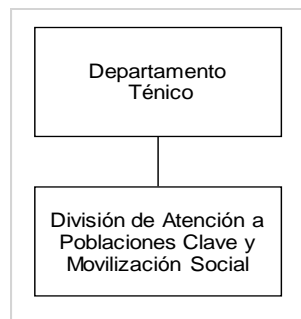 Departamento
Ténico
División de Atención a
Poblaciones Clave y
Movilización Social